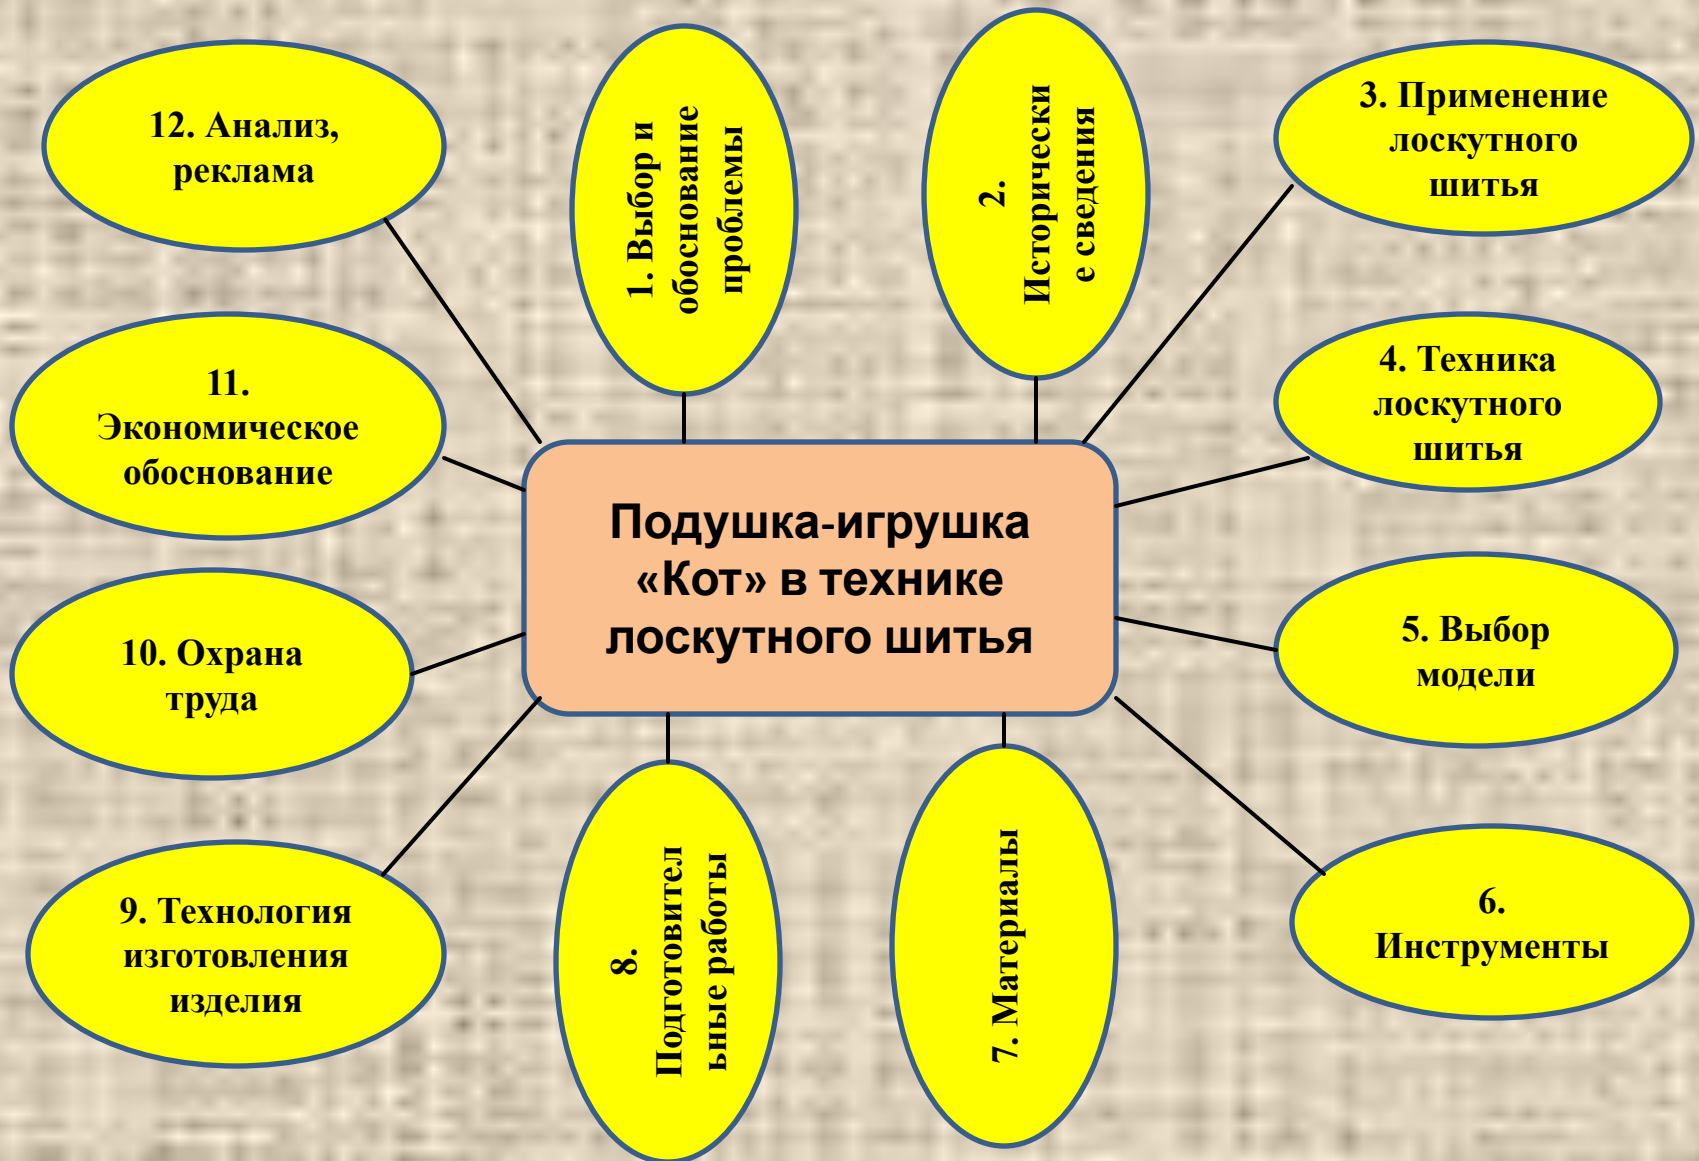 12. Анализ,
реклама
1. Выбор и
обоснование
проблемы
2.
Исторически
е сведения
3. Применение
лоскутного
шитья
11.
Экономическое
обоснование
4. Техника
лоскутного
шитья
Подушка-игрушка
«Кот» в технике
лоскутного шитья
10. Охрана
труда
5. Выбор
модели
9. Технология
изготовления
изделия
8.
Подготовител
ьные работы
7. Материалы
6.
Инструменты